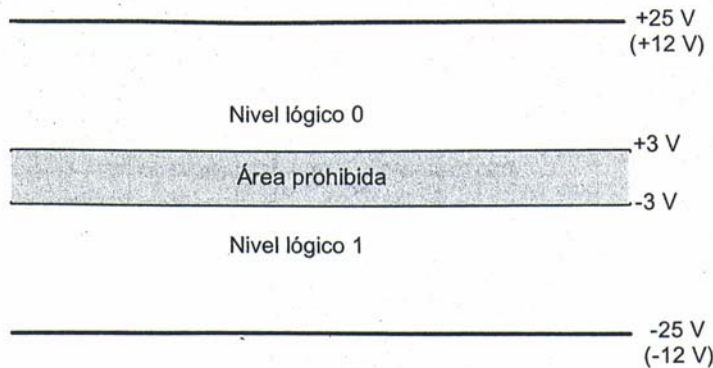 +25 V
(+12 V)
Nivel lógico 0
+3 V
Área prohibida
-3 V
Nivel lógico 1
-25 V
(-12 V)